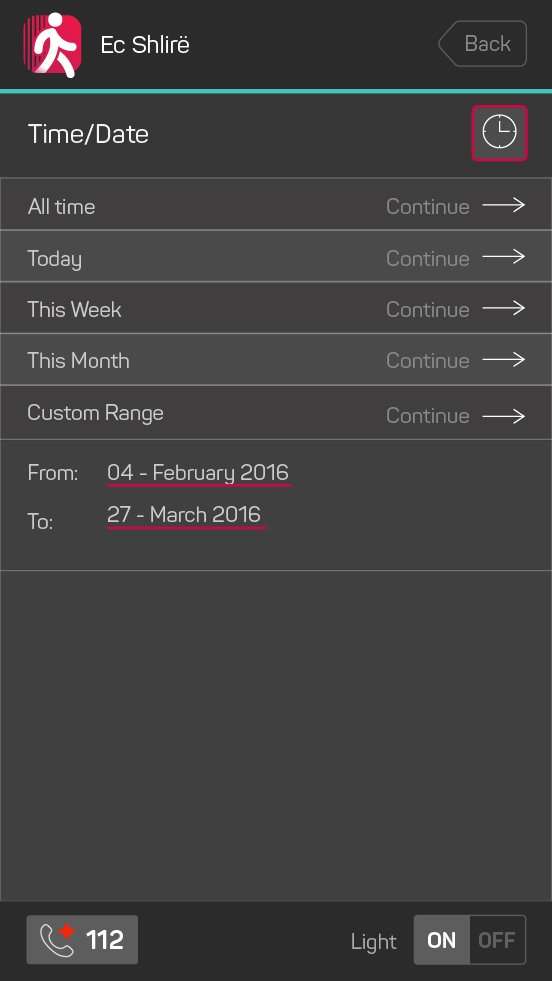 Ec Shlirë
Back
Time/Date
All time Continue
Today Continue
This Week Continue
This Month Continue
Custom Range Continue
From: 04 - February 2016
To: 27 - March 2016
112 Light ON OFF